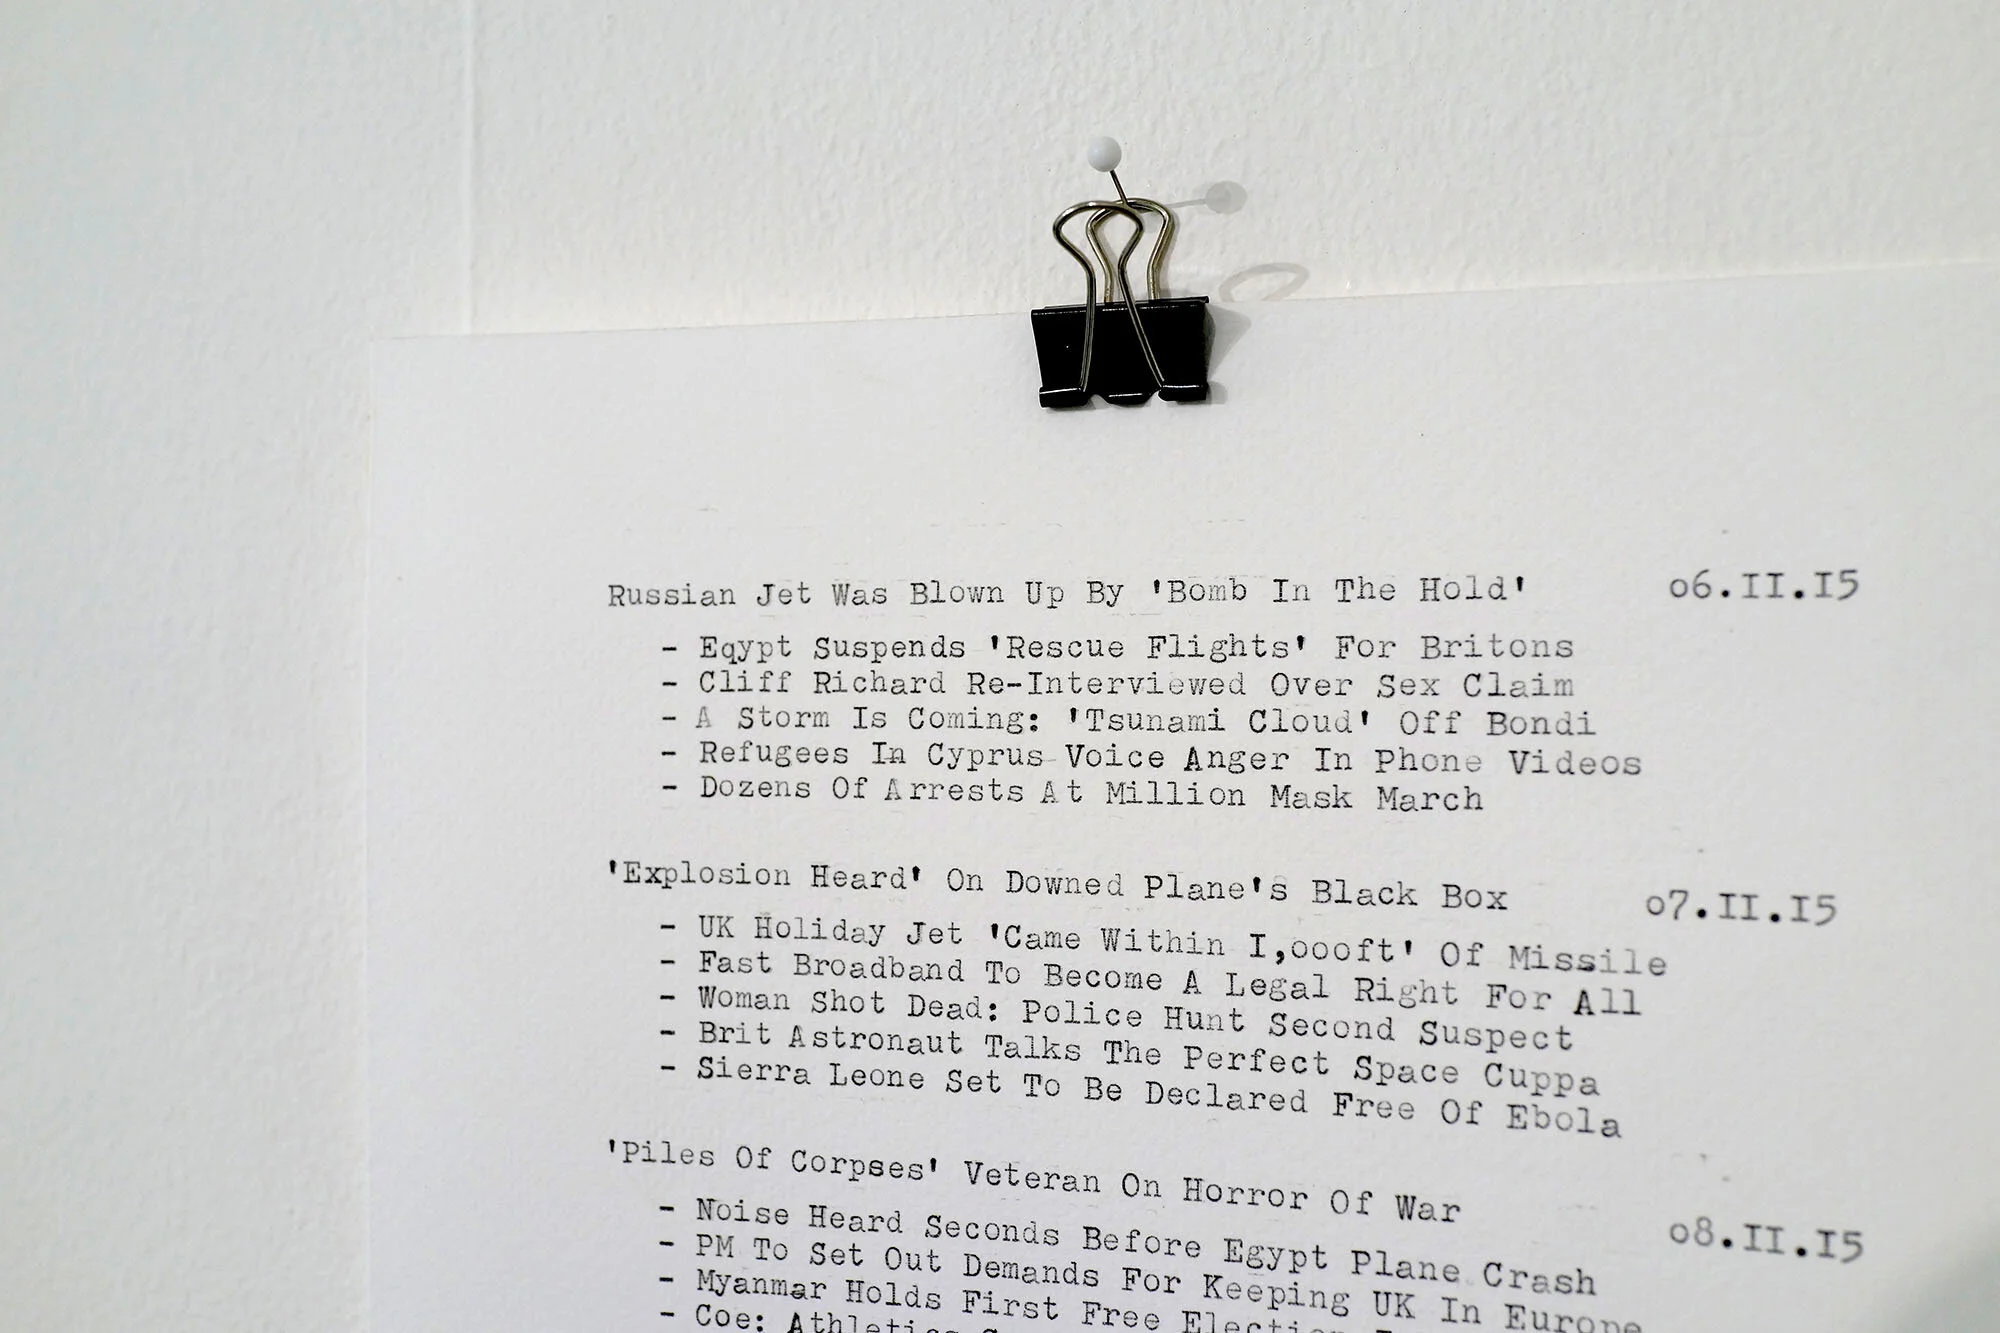 Russian Jet Was Blown Up By 'Bomb In The Hold' o6.II.I5
- Eqypt Suspends 'Rescue Flights' For Britons
- Cliff Richard Re-Interviewed Over Sex Claim
- A Storm Is Coming: 'Tsunami Cloud' Off Bondi
- Refugees In Cyprus Voice Anger In Phone Videos
- Dozens Of Arrests At Million Mask March
'Explosion Heard' On Downed Plane's Black Box o7.II.I5
- UK Holiday Jet 'Came Within I,oooft' Of Missile
- Fast Broadband To Become A Legal Right For All
- Woman Shot Dead: Police Hunt Second Suspect
- Brit Astronaut Talks The Perfect Space Cuppa
- Sierra Leone Set To Be Declared Free Of Ebola
'Piles Of Corpses' Veteran On Horror Of War o8.II.I5
- Noise Heard Seconds Before Egypt Plane Crash
- PM To Set Out Demands For Keeping UK In Europe
- Myanmar Holds First Free Election
- Coe: Athletics